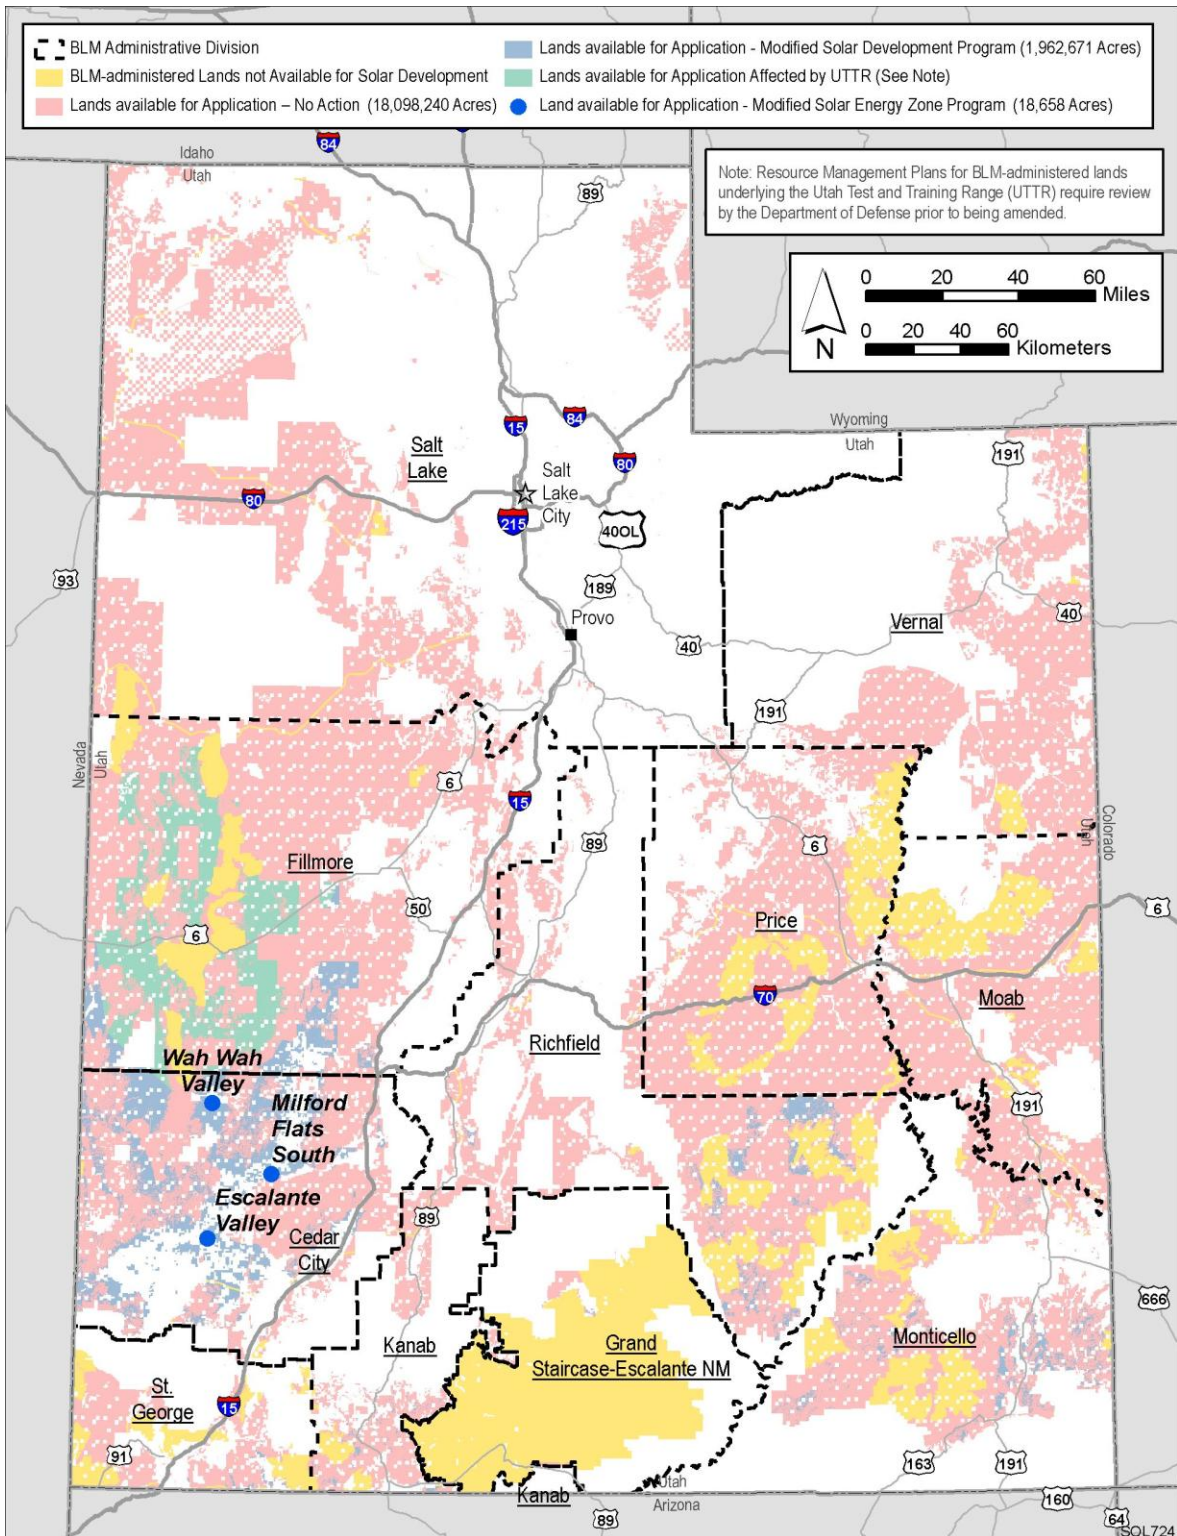 BLM Administrative Division
BLM-administered Lands not Available for Solar Development
Lands available for Application – No Action (18,098,240 Acres)
Lands available for Application - Modified Solar Development Program (1,962,671 Acres)
Lands available for Application Affected by UTTR (See Note)
Land available for Application - Modified Solar Energy Zone Program (18,658 Acres)
84
Idaho
Utah
89
Note: Resource Management Plans for BLM-administered lands
underlying the Utah Test and Training Range (UTTR) require review
by the Department of Defense prior to being amended.
0 20 40 60
Miles
0 20 40 60
Kilometers
N
15
84
Wyoming
Utah
Salt
Lake
80
191
80
Salt
Lake
City
215
40OL
93
189
40
Provo
Vernal
40
191
Nevada
Utah
6
15
Colorado
Utah
Fillmore
89
6
50
6
Price
6
70
Moab
Richfield
Wah Wah
Valley
Milford
Flats
South
191
Escalante
Valley
89
Cedar
City
666
Kanab
Grand
Staircase-Escalante NM
Monticello
St.
George
15
91
163
191
Utah
Arizona
Kanab
160
89
64
SOL724